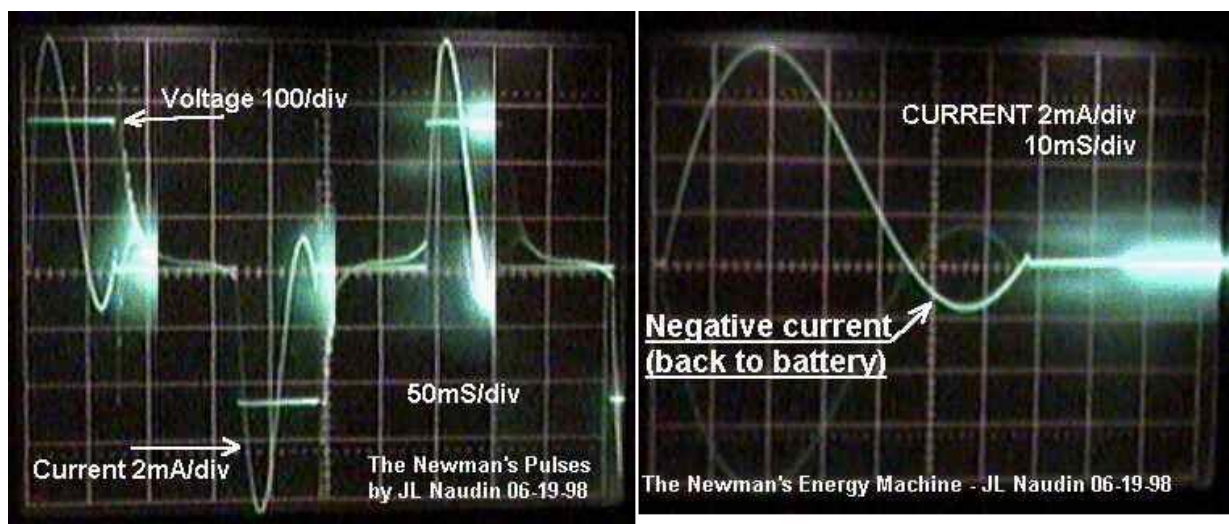 Voltage 100/div
50mS/div
Current 2mA/div
The Newman's Pulses
by JL Naudin 06-19-98
CURRENT 2mA/div
10mS/div
Negative current
(back to battery)
The Newman's Energy Machine - JL Naudin 06-19-98